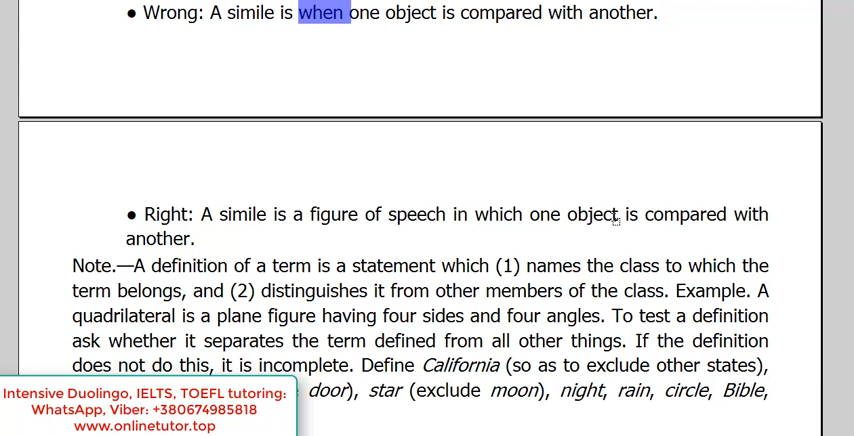 ● Wrong: A simile is when one object is compared with another.
● Right: A simile is a figure of speech in which one object is compared with
another.
Note.—A definition of a term is a statement which (1) names the class to which the
term belongs, and (2) distinguishes it from other members of the class. Example. A
quadrilateral is a plane figure having four sides and four angles. To test a definition
ask whether it separates the term defined from all other things. If the definition
does not do this, it is incomplete. Define California (so as to exclude other states),
door), star (exclude moon), night, rain, circle, Bible,
Intensive Duolingo, IELTS, TOEFL tutoring:
WhatsApp, Viber: +380674985818
www.onlinetutor.top